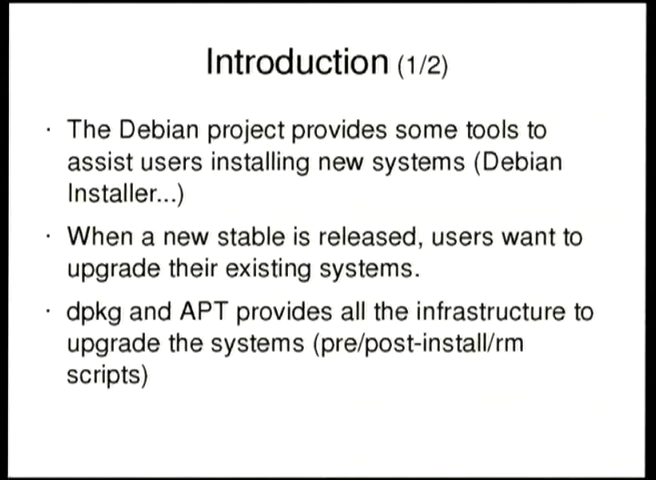 Introduction (1/2)
· The Debian project provides some tools to
assist users installing new systems (Debian
Installer...)
· When a new stable is released, users want to
upgrade their existing systems.
· dpkg and APT provides all the infrastructure to
upgrade the systems (pre/post-install/rm
scripts)